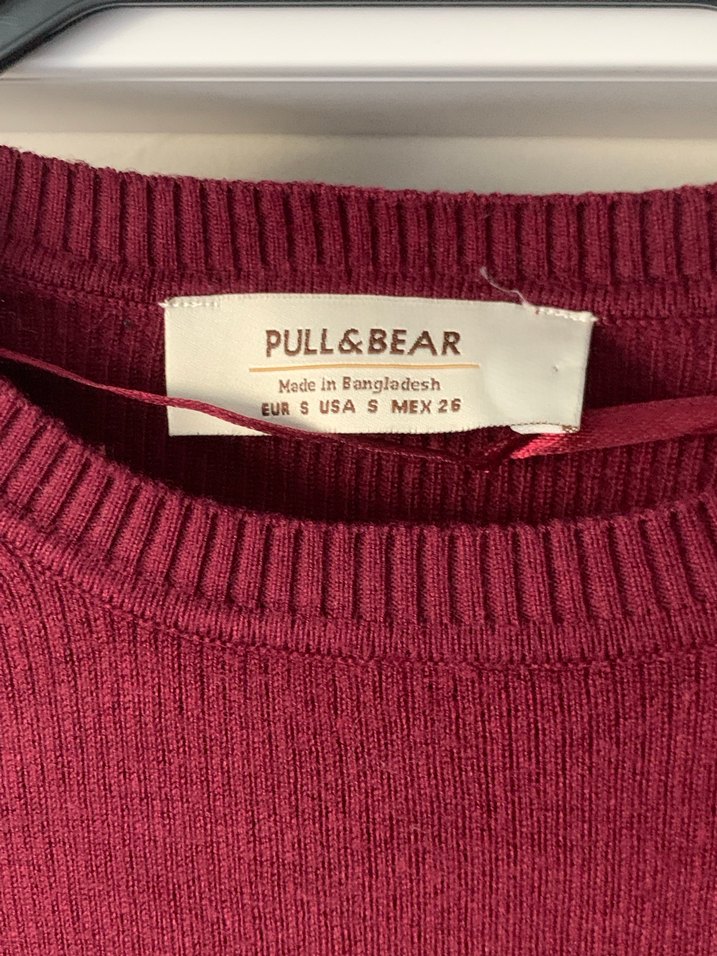 PULL&BEAR
Made in Bangladesh
EUR S USA S MEX 26